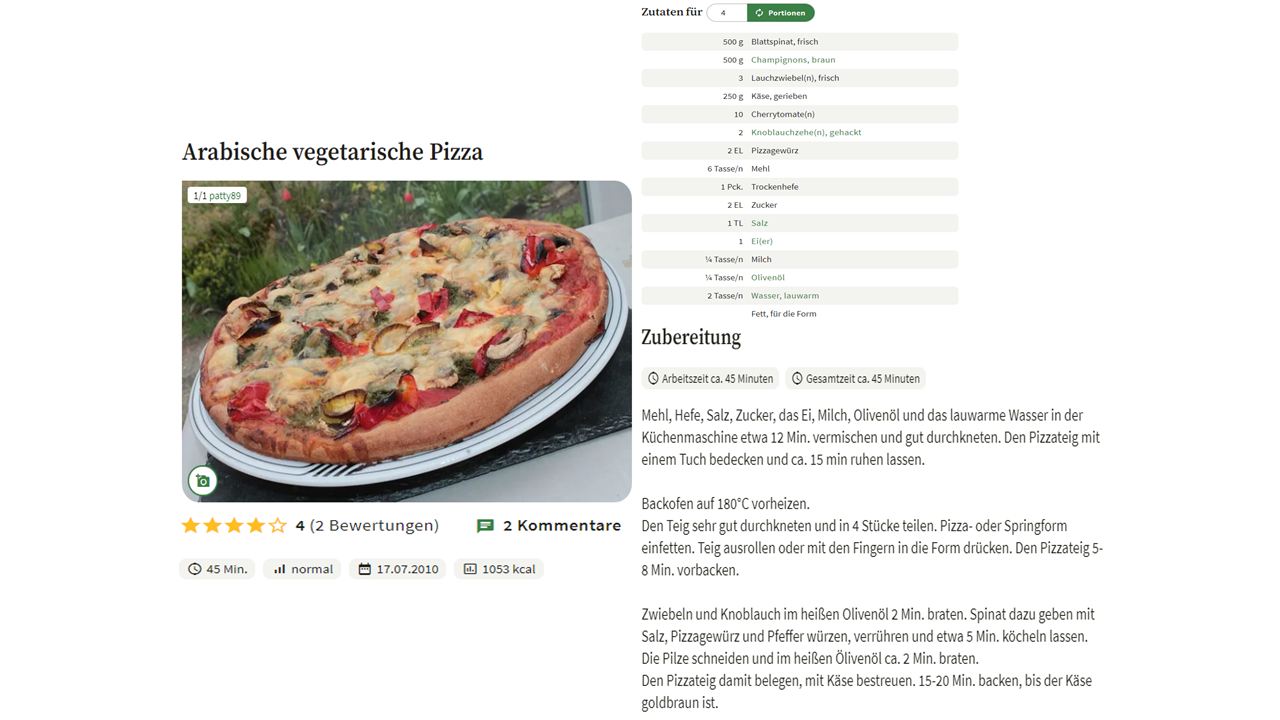 Arabische vegetarische Pizza
1/1 patty89
4 (2 Bewertungen)
2 Kommentare
45 Min.
normal
17.07.2010
1053 kcal
Zutaten für 4 Portionen
500 g Blattspinat, frisch
500 g Champignons, braun
3 Lauchzwiebel(n), frisch
250 g Käse, gerieben
10 Cherrytomate(n)
2 Knoblauchzehe(n), gehackt
2 EL Pizzagewürz
6 Tasse/n Mehl
1 Pck. Trockenhefe
2 EL Zucker
1 TL Salz
1 Ei(er)
¼ Tasse/n Milch
¼ Tasse/n Olivenöl
2 Tasse/n Wasser, lauwarm
Fett, für die Form
Zubereitung
Arbeitszeit ca. 45 Minuten
Gesamtzeit ca. 45 Minuten
Mehl, Hefe, Salz, Zucker, das Ei, Milch, Olivenöl und das lauwarme Wasser in der
Küchenmaschine etwa 12 Min. vermischen und gut durchkneten. Den Pizzateig mit
einem Tuch bedecken und ca. 15 min ruhen lassen.
Backofen auf 180°C vorheizen.
Den Teig sehr gut durchkneten und in 4 Stücke teilen. Pizza- oder Springform
einfetten. Teig ausrollen oder mit den Fingern in die Form drücken. Den Pizzateig 5-
8 Min. vorbacken.
Zwiebeln und Knoblauch im heißen Olivenöl 2 Min. braten. Spinat dazu geben mit
Salz, Pizzagewürz und Pfeffer würzen, verrühren und etwa 5 Min. köcheln lassen.
Die Pilze schneiden und im heißen Ölivenöl ca. 2 Min. braten.
Den Pizzateig damit belegen, mit Käse bestreuen. 15-20 Min. backen, bis der Käse
goldbraun ist.